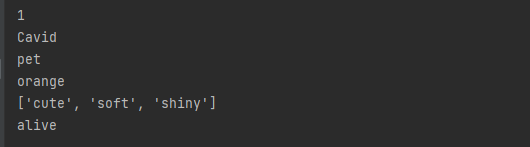 1
Cavid
pet
orange
['cute', 'soft', 'shiny']
alive